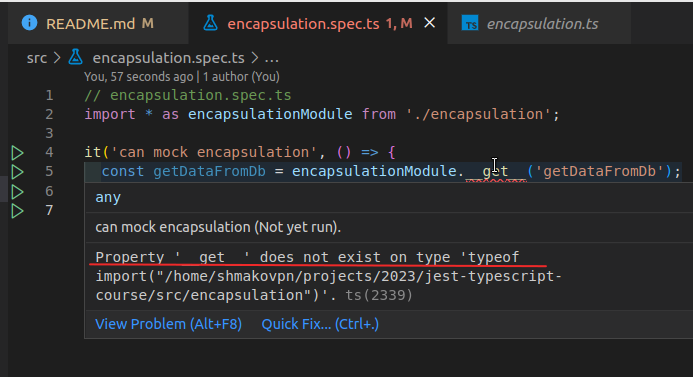 README.md M
encapsulation.spec.ts 1, M
TS encapsulation.ts
src > encapsulation.spec.ts > ...
You, 57 seconds ago | 1 author (You)
1 // encapsulation.spec.ts
2 import * as encapsulationModule from './encapsulation';
3
4 it('can mock encapsulation', () => {
5 const getDataFromDb = encapsulationModule.__get__('getDataFromDb');
6
7
any
can mock encapsulation (Not yet run).
Property '__get__' does not exist on type 'typeof
import("/home/shmakovpn/projects/2023/jest-typescript-
course/src/encapsulation")'. ts(2339)
View Problem (Alt+F8) Quick Fix... (Ctrl+.)